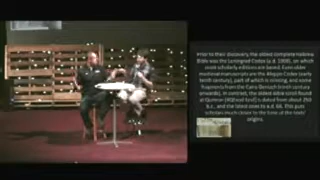 Prior to their discovery, the oldest complete Hebrew
Bible was the Leningrad Codex (a.d. 1008), on which
most scholarly editions are based. Even older
medieval manuscripts are the Aleppo Codex (early
tenth century), part of which is missing, and some
fragments from the Cairo Genizah (ninth century
onwards). In contrast, the oldest scroll found
at Qumran is dated from about 250
b.c., and the latest ones to a.d. 68. This puts
scholars much closer to the time of the texts'
origins.